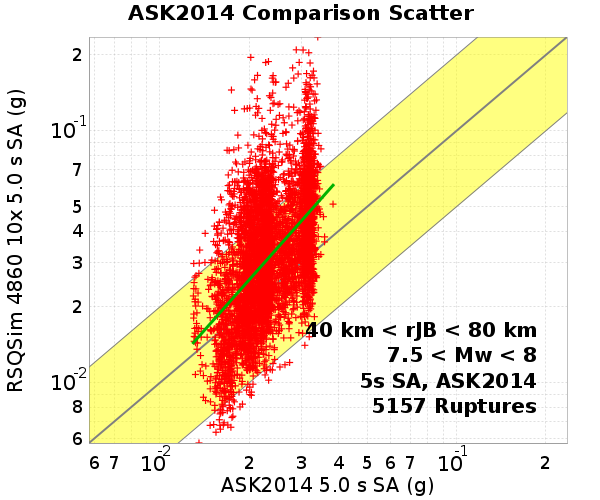 ASK2014 Comparison Scatter
RSQSim 4860 10x 5.0 s SA (g)
2
10-1
7
5
4
3
2
10-2
8
6
40 km < rJB < 80 km
7.5 < Mw < 8
5s SA, ASK2014
5157 Ruptures
6 7 10-2 2 3 4 5 6 7 10-1 2
ASK2014 5.0 s SA (g)